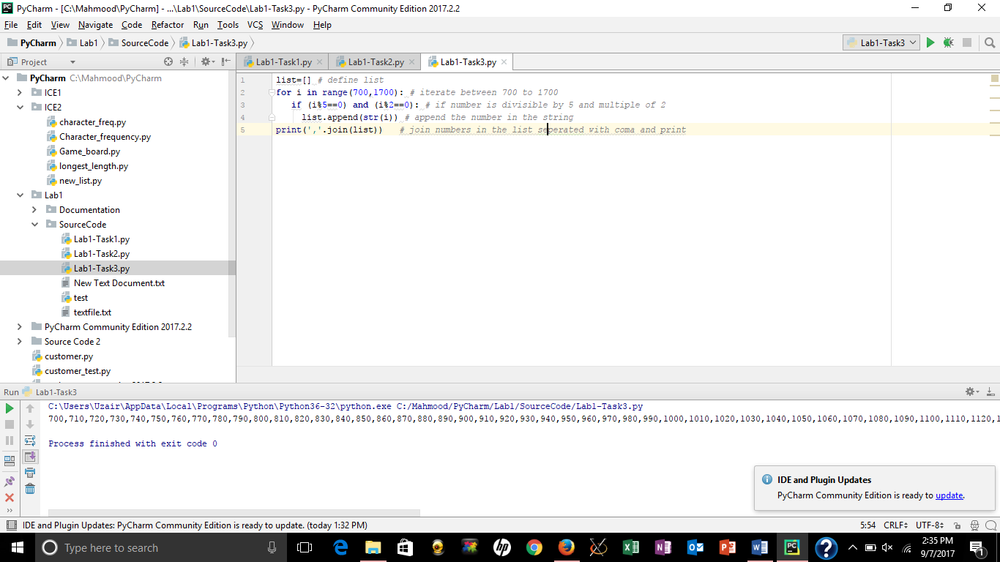 PyCharm - [C:\Mahmood\PyCharm] - ...\Lab1\SourceCode\Lab1-Task3.py - PyCharm Community Edition 2017.2.2
File Edit View Navigate Code Refactor Run Tools VCS Window Help
PyCharm Lab1 SourceCode Lab1-Task3.py Lab1-Task3
Project Lab1-Task1.py Lab1-Task2.py Lab1-Task3.py
PyCharm C:\Mahmood\PyCharm
ICE1
ICE2
character_freq.py
Character_frequency.py
Game_board.py
longest_length.py
new_list.py
Lab1
Documentation
SourceCode
Lab1-Task1.py
Lab1-Task2.py
Lab1-Task3.py
New Text Document.txt
test
textfile.txt
PyCharm Community Edition 2017.2.2
Source Code 2
customer.py
customer_test.py
1 list=[] # define list
2 for i in range(700,1700): # iterate between 700 to 1700
3 if (i%5==0) and (i%2==0): # if number is divisible by 5 and multiple of 2
4 list.append(str(i)) # append the number in the string
5 print(','.join(list)) # join numbers in the list seperated with coma and print
Run Lab1-Task3
C:\Users\Uzair\AppData\Local\Programs\Python\Python36-32\python.exe C:/Mahmood/PyCharm/Lab1/SourceCode/Lab1-Task3.py
700,710,720,730,740,750,760,770,780,790,800,810,820,830,840,850,860,870,880,890,900,910,920,930,940,950,960,970,980,990,1000,1010,1020,1030,1040,1050,1060,1070,1080,1090,1100,1110,1120,1
Process finished with exit code 0
IDE and Plugin Updates
PyCharm Community Edition is ready to update.
IDE and Plugin Updates: PyCharm Community Edition is ready to update. (today 1:32 PM) 5:54 CRLF UTF-8
Type here to search
2:35 PM
9/7/2017
1